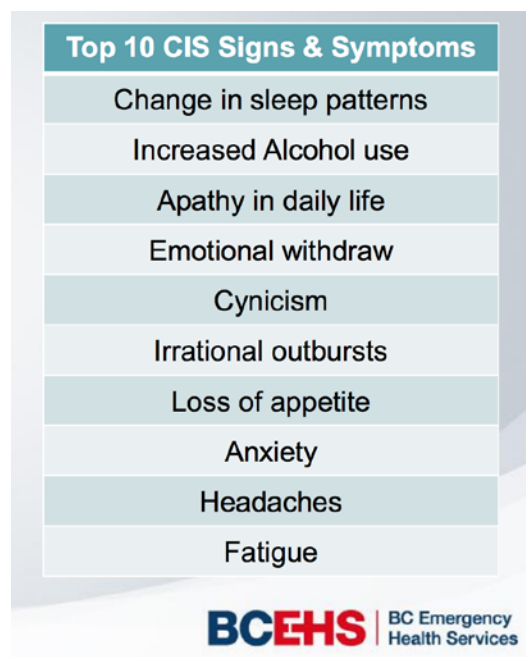 Top 10 CIS Signs & Symptoms
Change in sleep patterns
Increased Alcohol use
Apathy in daily life
Emotional withdraw
Cynicism
Irrational outbursts
Loss of appetite
Anxiety
Headaches
Fatigue
BCEHS
BC Emergency
Health Services